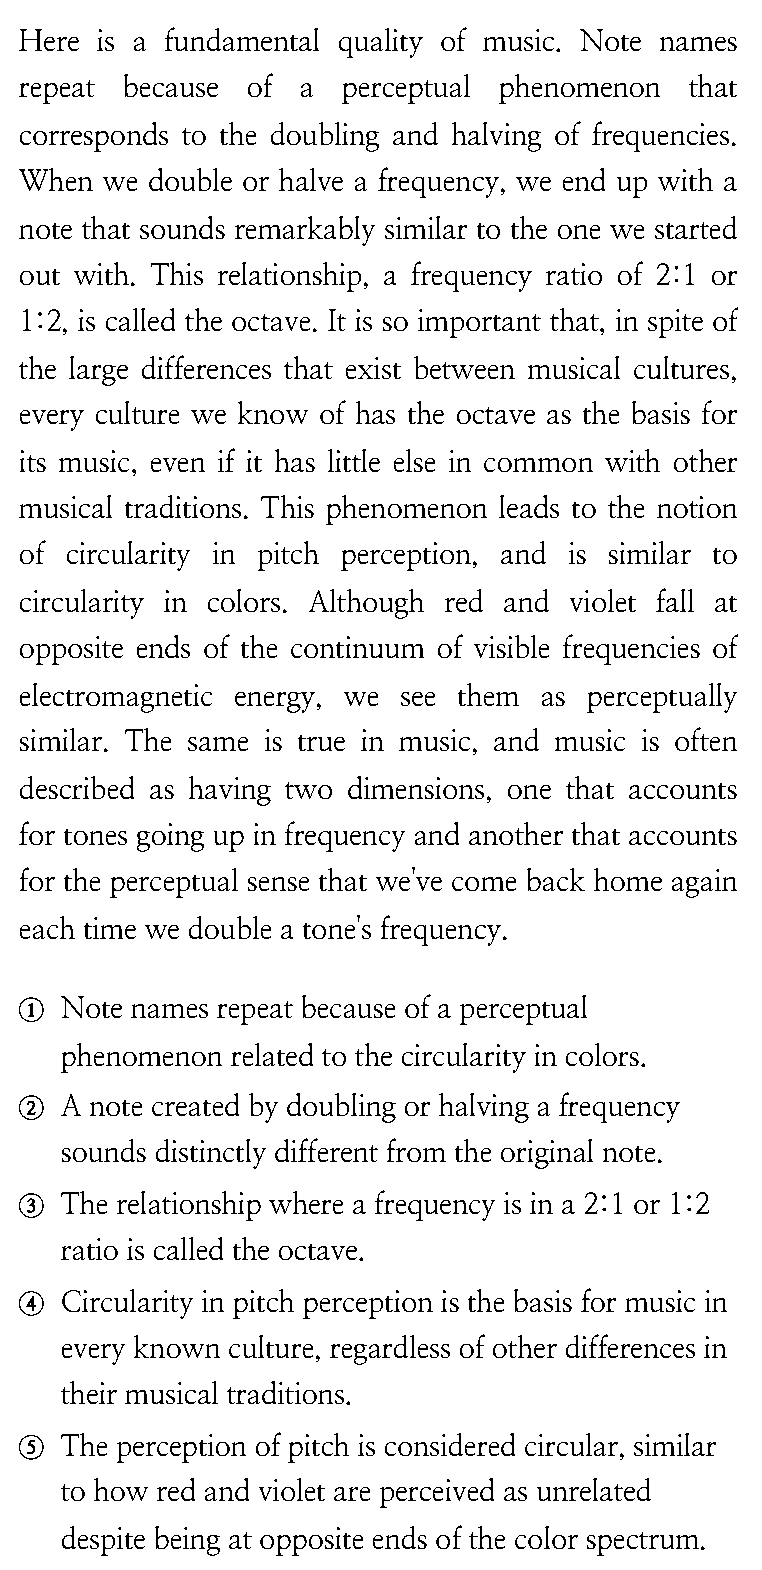 Here is a fundamental quality of music. Note names
repeat because of a perceptual phenomenon that
corresponds to the doubling and halving of frequencies.
When we double or halve a frequency, we end up with a
note that sounds remarkably similar to the one we started
out with. This relationship, a frequency ratio of 2:1 or
1:2, is called the octave. It is so important that, in spite of
the large differences that exist between musical cultures,
every culture we know of has the octave as the basis for
its music, even if it has little else in common with other
musical traditions. This phenomenon leads to the notion
of circularity in pitch perception, and is similar to
circularity in colors. Although red and violet fall at
opposite ends of the continuum of visible frequencies of
electromagnetic energy, we see them as perceptually
similar. The same is true in music, and music is often
described as having two dimensions, one that accounts
for tones going up in frequency and another that accounts
for the perceptual sense that we've come back home again
each time we double a tone's frequency.
① Note names repeat because of a perceptual
phenomenon related to the circularity in colors.
② A note created by doubling or halving a frequency
sounds distinctly different from the original note.
③ The relationship where a frequency is in a 2:1 or 1:2
ratio is called the octave.
④ Circularity in pitch perception is the basis for music in
every known culture, regardless of other differences in
their musical traditions.
⑤ The perception of pitch is considered circular, similar
to how red and violet are perceived as unrelated
despite being at opposite ends of the color spectrum.